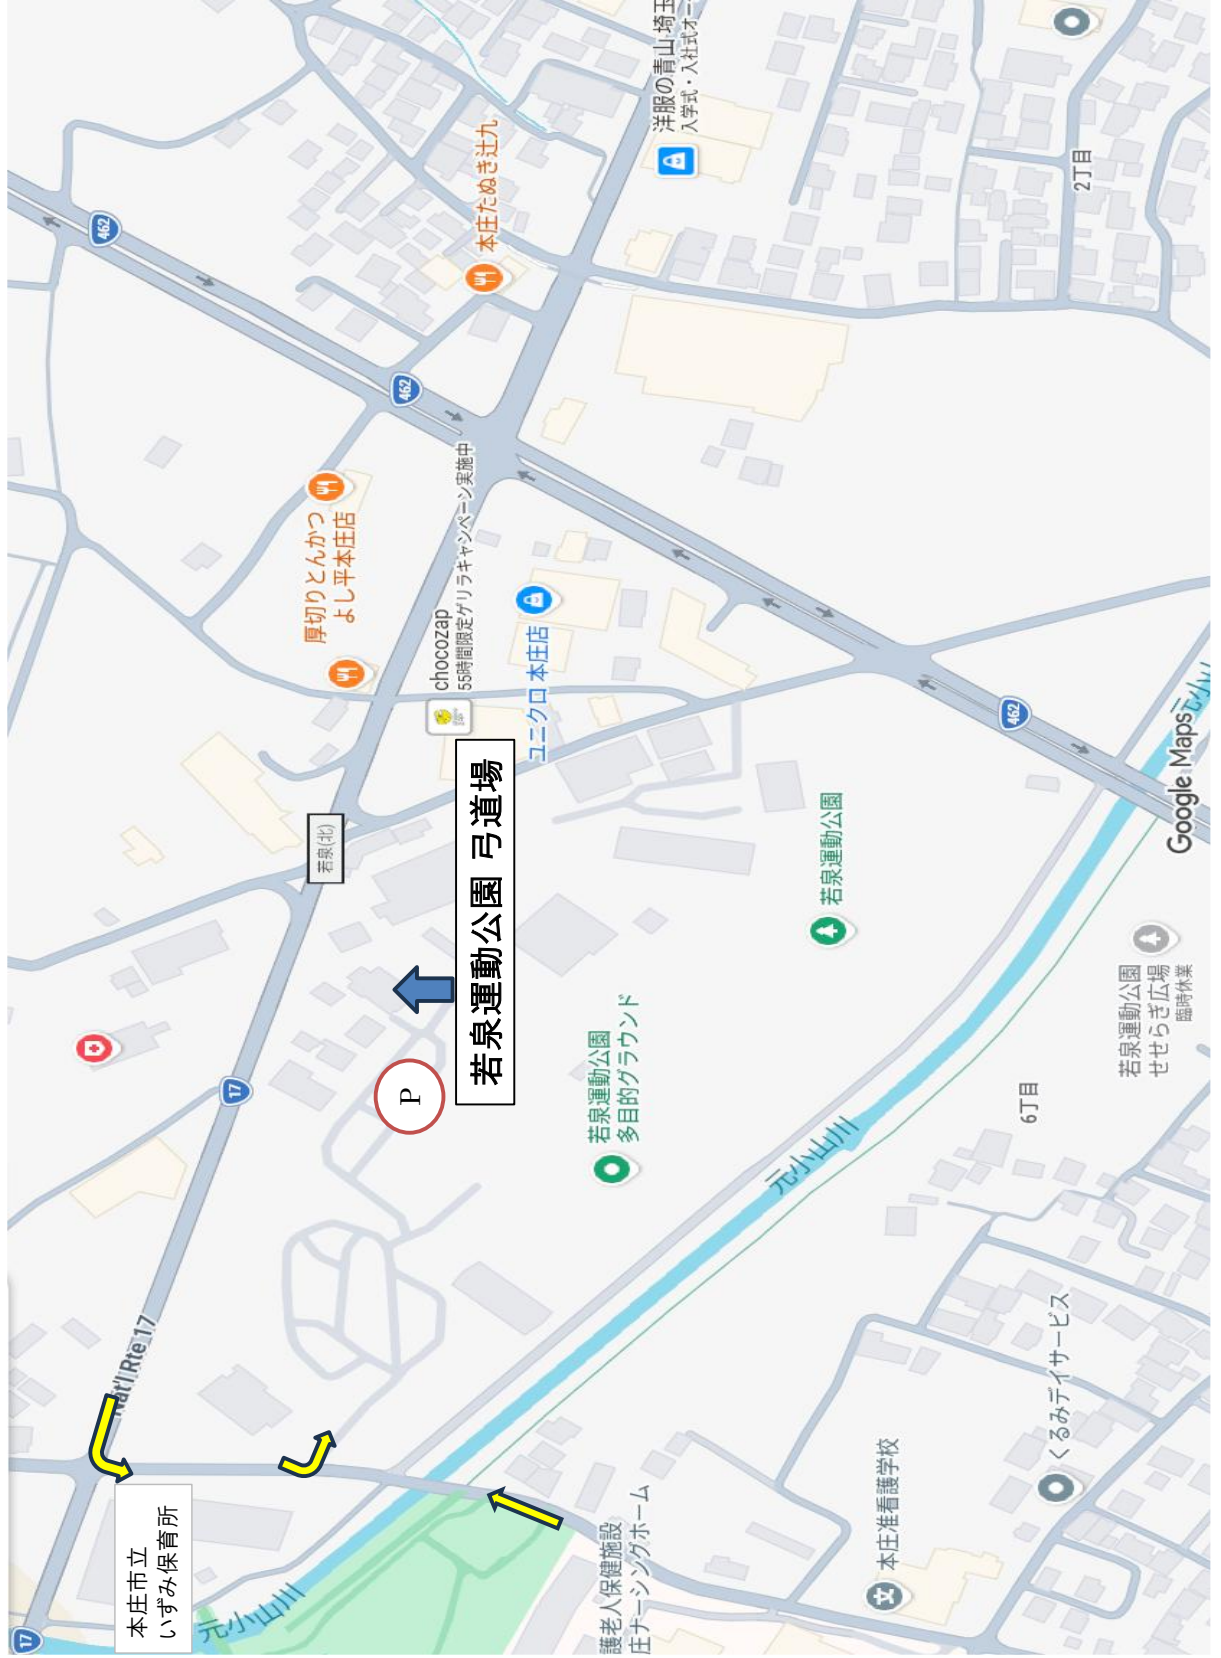 本庄市立
いずみ保育所
17
Nat'l Rte 17
17
元小山川
護老人保健施設
庄ナーシングホーム
本庄准看護学校
くるみデイサービス
6丁目
元小山川
若泉運動公園
多目的グラウンド
P
若泉運動公園 弓道場
若泉(北)
若泉運動公園
若泉運動公園
せせらぎ広場
臨時休業
厚切りとんかつ
よし平本庄店
chocozap
55時間限定ゲリラキャンペーン実施中
ユニクロ 本庄店
462
462
462
本庄たぬき辻九
洋服の青山 埼玉
入学式・入社式オー
2丁目
Google Maps